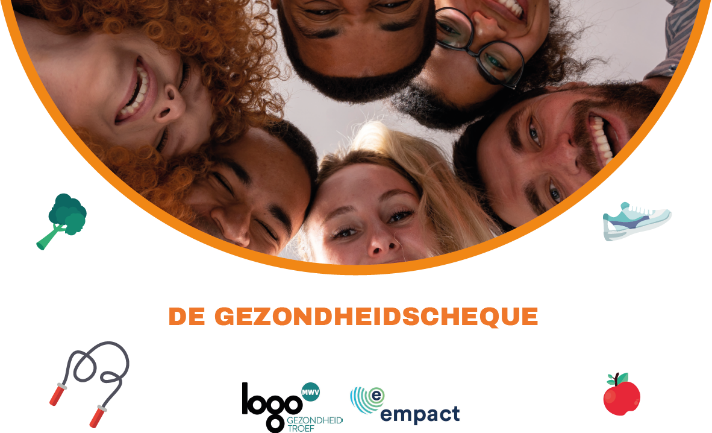 DE GEZONDHEIDSCHEQUE
logo
MWV
GEZONDHEID
TROEF
e
empact